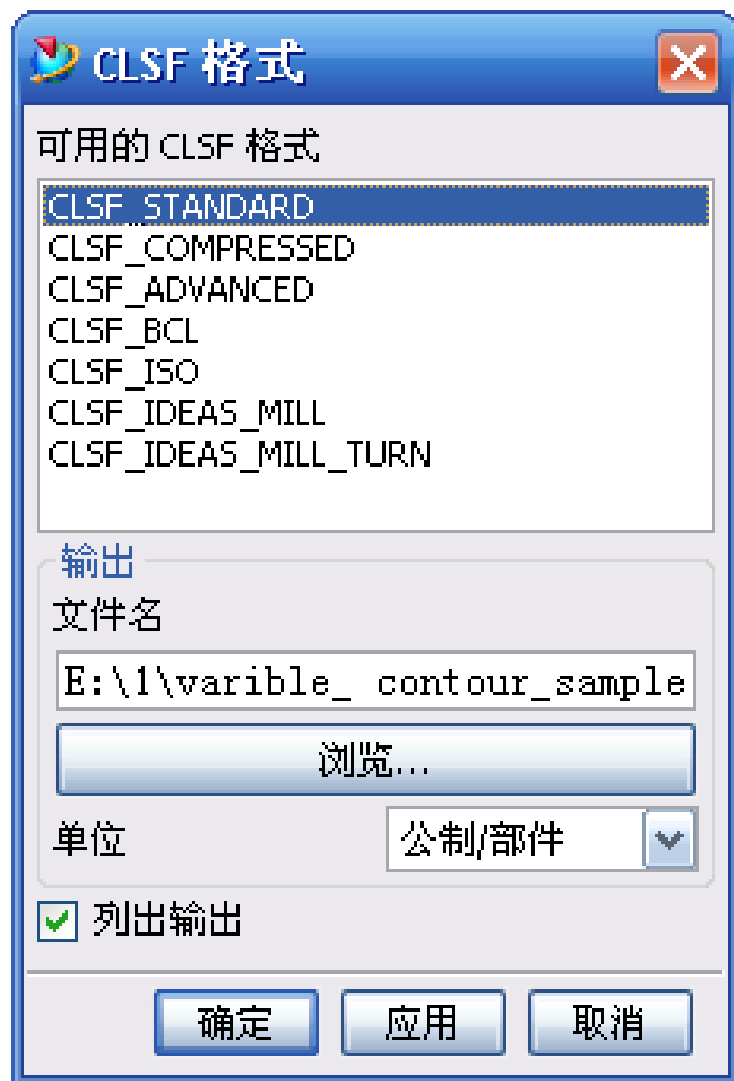 CLSF 格式
可用的 CLSF 格式
CLSF_STANDARD
CLSF_COMPRESSED
CLSF_ADVANCED
CLSF_BCL
CLSF_ISO
CLSF_IDEAS_MILL
CLSF_IDEAS_MILL_TURN
输出
文件名
E:\1\varible_ contour_sample
浏览...
单位 公制/部件
列出输出
确定 应用 取消